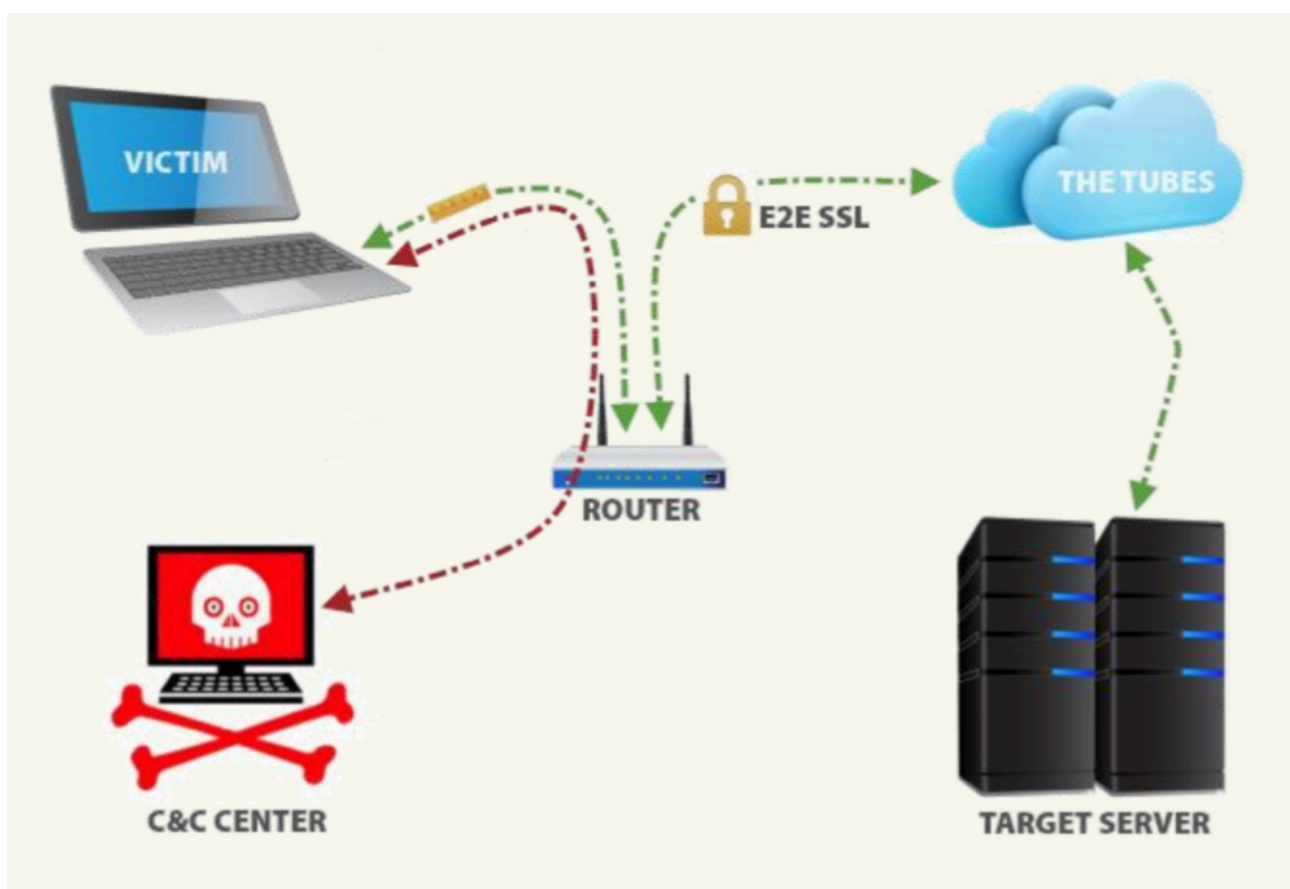 VICTIM
THE TUBES
E2E SSL
ROUTER
C&C CENTER
TARGET SERVER